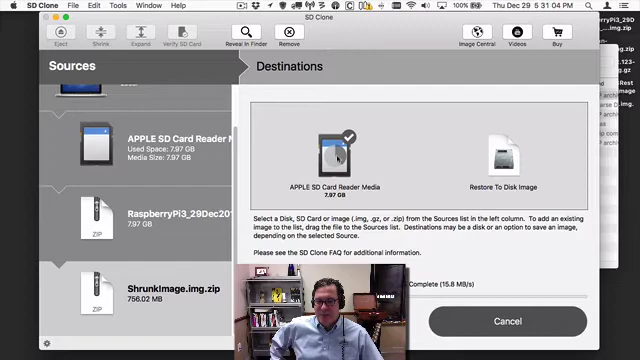 SD Clone File Edit Tools Window Help
100% Thu Dec 29 5:31:04 PM
SD Clone
Eject Shrink Expand Verify SD Card Reveal In Finder Remove Image Central Videos Buy
Sources
Destinations
APPLE SD Card Reader M
Used Space: 7.97 GB
Media Size: 7.97 GB
RaspberryPi3_29Dec201
7.97 GB
ZIP
ShrunkImage.img.zip
756.02 MB
ZIP
APPLE SD Card Reader Media
7.97 GB
Restore To Disk Image
Select a Disk, SD Card or image (.img, .gz, or .zip) from the Sources list in the left column. To add an existing
image to the list, drag the file to the Sources list. Destinations may be a disk or an option to save an image,
depending on the selected Source.
Please see the SD Clone FAQ for additional information.
Complete (15.8 MB/s)
Cancel
.img.gz
.123-
.gz
Image
.img.